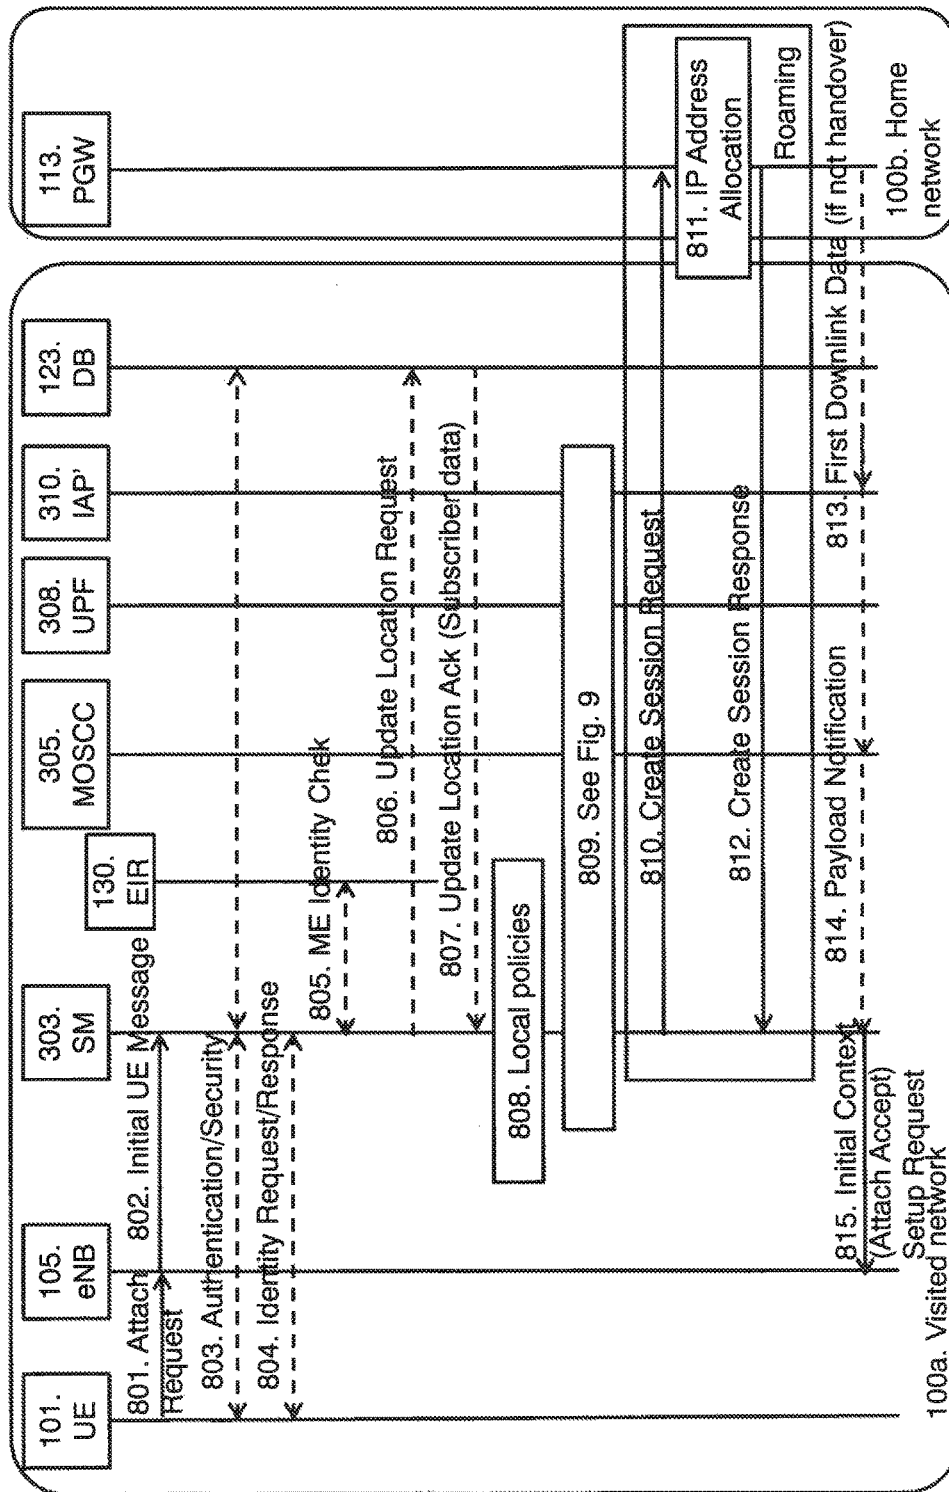 101.
UE
105.
eNB
303.
SM
130.
EIR
305.
MOSCC
308.
UPF
310.
IAP'
123.
DB
113.
PGW
801. Attach
Request
802. Initial UE Message
803. Authentication/Security
804. Identity Request/Response
805. ME Identity Chek
806. Update Location Request
807. Update Location Ack (Subscriber data)
808. Local policies
809. See Fig. 9
810. Create Session Request
811. IP Address
Allocation
812. Create Session Response
Roaming
813. First Downlink Data (if not handover)
814. Payload Notification
815. Initial Context
(Attach Accept)
Setup Request
100a. Visited network
100b. Home
network